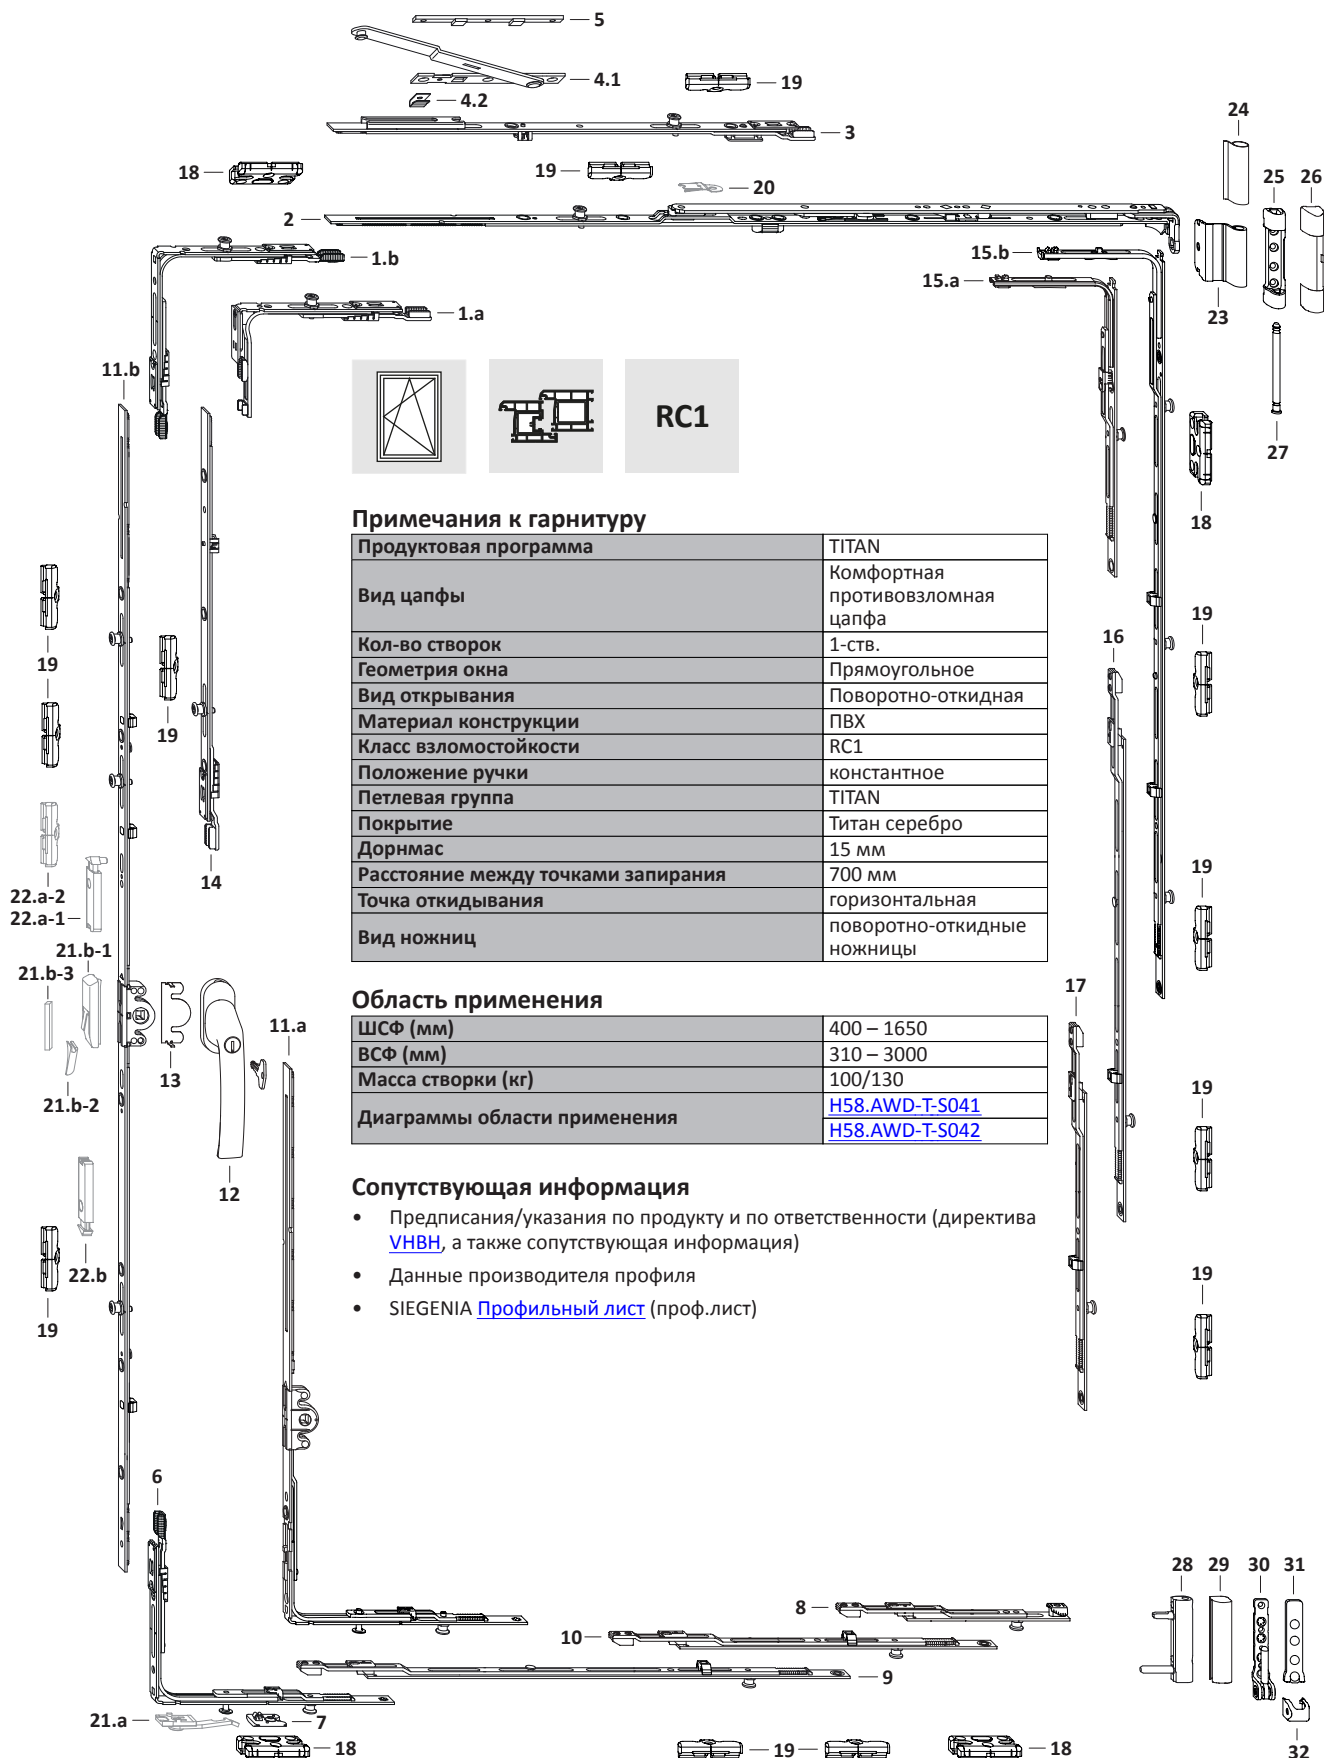 5
4.1
19
4.2
24
3
18
19
25
26
20
2
1.b
15.b
15.a
1.a
23
11.b
RC1
27
18
Примечания к гарнитуру
Продуктовая программа TITAN
Вид цапфы Комфортная
противовзломная
цапфа
Кол-во створок 1-ств.
Геометрия окна Прямоугольное
Вид открывания Поворотно-откидная
Материал конструкции ПВХ
Класс взломостойкости RC1
Положение ручки константное
Петлевая группа TITAN
Покрытие Титан серебро
Дорнмас 15 мм
Расстояние между точками запирания 700 мм
Точка откидывания горизонтальная
Вид ножниц поворотно-откидные
ножницы
19
16
19
19
14
19
22.a-2
22.a-1
21.b-1
21.b-3
17
11.a
13
21.b-2
12
Область применения
ШСФ (мм) 400 – 1650
ВСФ (мм) 310 – 3000
Масса створки (кг) 100/130
Диаграммы области применения H58.AWD-T-S041
H58.AWD-T-S042
19
Сопутствующая информация
• Предписания/указания по продукту и по ответственности (директива
VHBH, а также сопутствующая информация)
• Данные производителя профиля
• SIEGENIA Профильный лист (проф.лист)
22.b
19
19
6
28
29
30
31
8
10
9
21.a
7
18
19
18
32